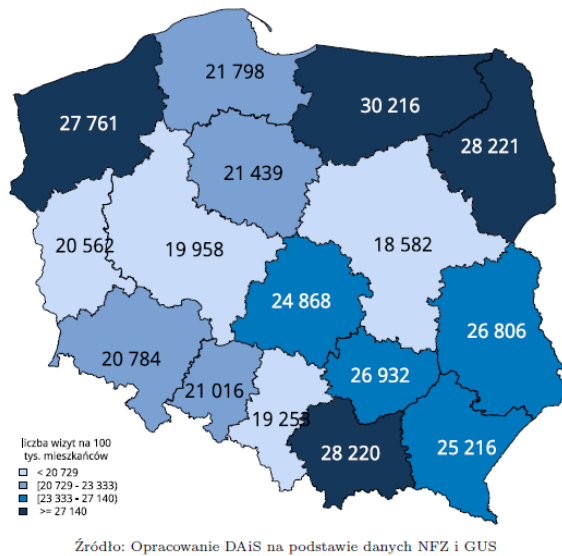 21 798
27 761
30 216
28 221
21 439
20 562
19 958
18 582
24 868
26 806
20 784
21 016
26 932
19 253
28 220
25 216
liczba wizyt na 100
tys. mieszkańców
< 20 729
[20 729 - 23 333)
[23 333 - 27 140)
>= 27 140
Źródło: Opracowanie DAiS na podstawie danych NFZ i GUS